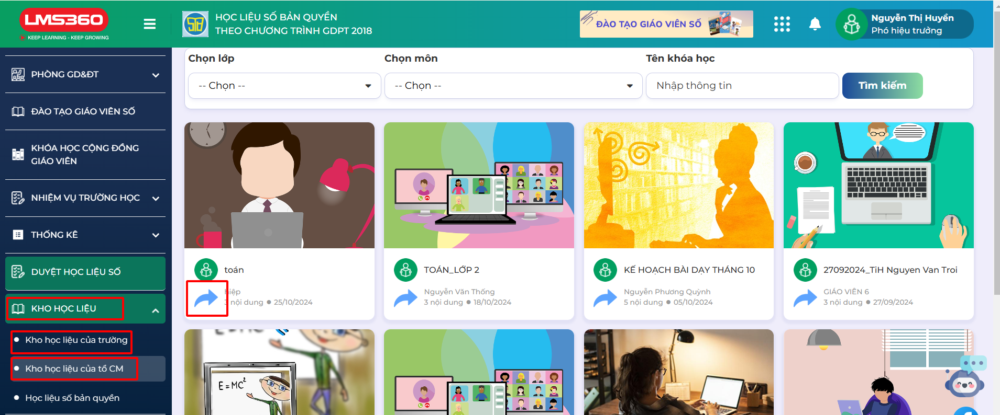 LMS360
KEEP LEARNING - KEEP GROWING
HỌC LIỆU SỐ BẢN QUYỀN
THEO CHƯƠNG TRÌNH GDPT 2018
ĐÀO TẠO GIÁO VIÊN SỐ
Nguyễn Thị Huyền
Phó hiệu trưởng
PHÒNG GD&ĐT
ĐÀO TẠO GIÁO VIÊN SỐ
KHÓA HỌC CỘNG ĐỒNG
GIÁO VIÊN
NHIỆM VỤ TRƯỜNG HỌC
THỐNG KÊ
DUYỆT HỌC LIỆU SỐ
KHO HỌC LIỆU
Kho học liệu của trường
Kho học liệu của tổ CM
Học liệu số bản quyền
Chọn lớp
Chọn môn
Tên khóa học
-- Chọn --
-- Chọn --
Nhập thông tin
Tìm kiếm
toán
hiệp
3 nội dung ● 25/10/2024
TOÁN_LỚP 2
Nguyễn Văn Thống
3 nội dung ● 18/10/2024
KẾ HOẠCH BÀI DẠY THÁNG 10
Nguyễn Phương Quỳnh
5 nội dung ● 05/10/2024
27092024_TiH Nguyen Van Troi
GIÁO VIÊN 6
3 nội dung ● 27/09/2024
E=MC
E=MC²